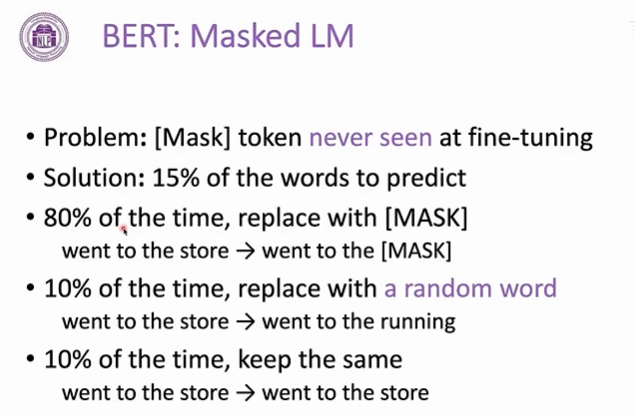 NLP
BERT: Masked LM
• Problem: [Mask] token never seen at fine-tuning
• Solution: 15% of the words to predict
• 80% of the time, replace with [MASK]
went to the store → went to the [MASK]
• 10% of the time, replace with a random word
went to the store → went to the running
• 10% of the time, keep the same
went to the store → went to the store